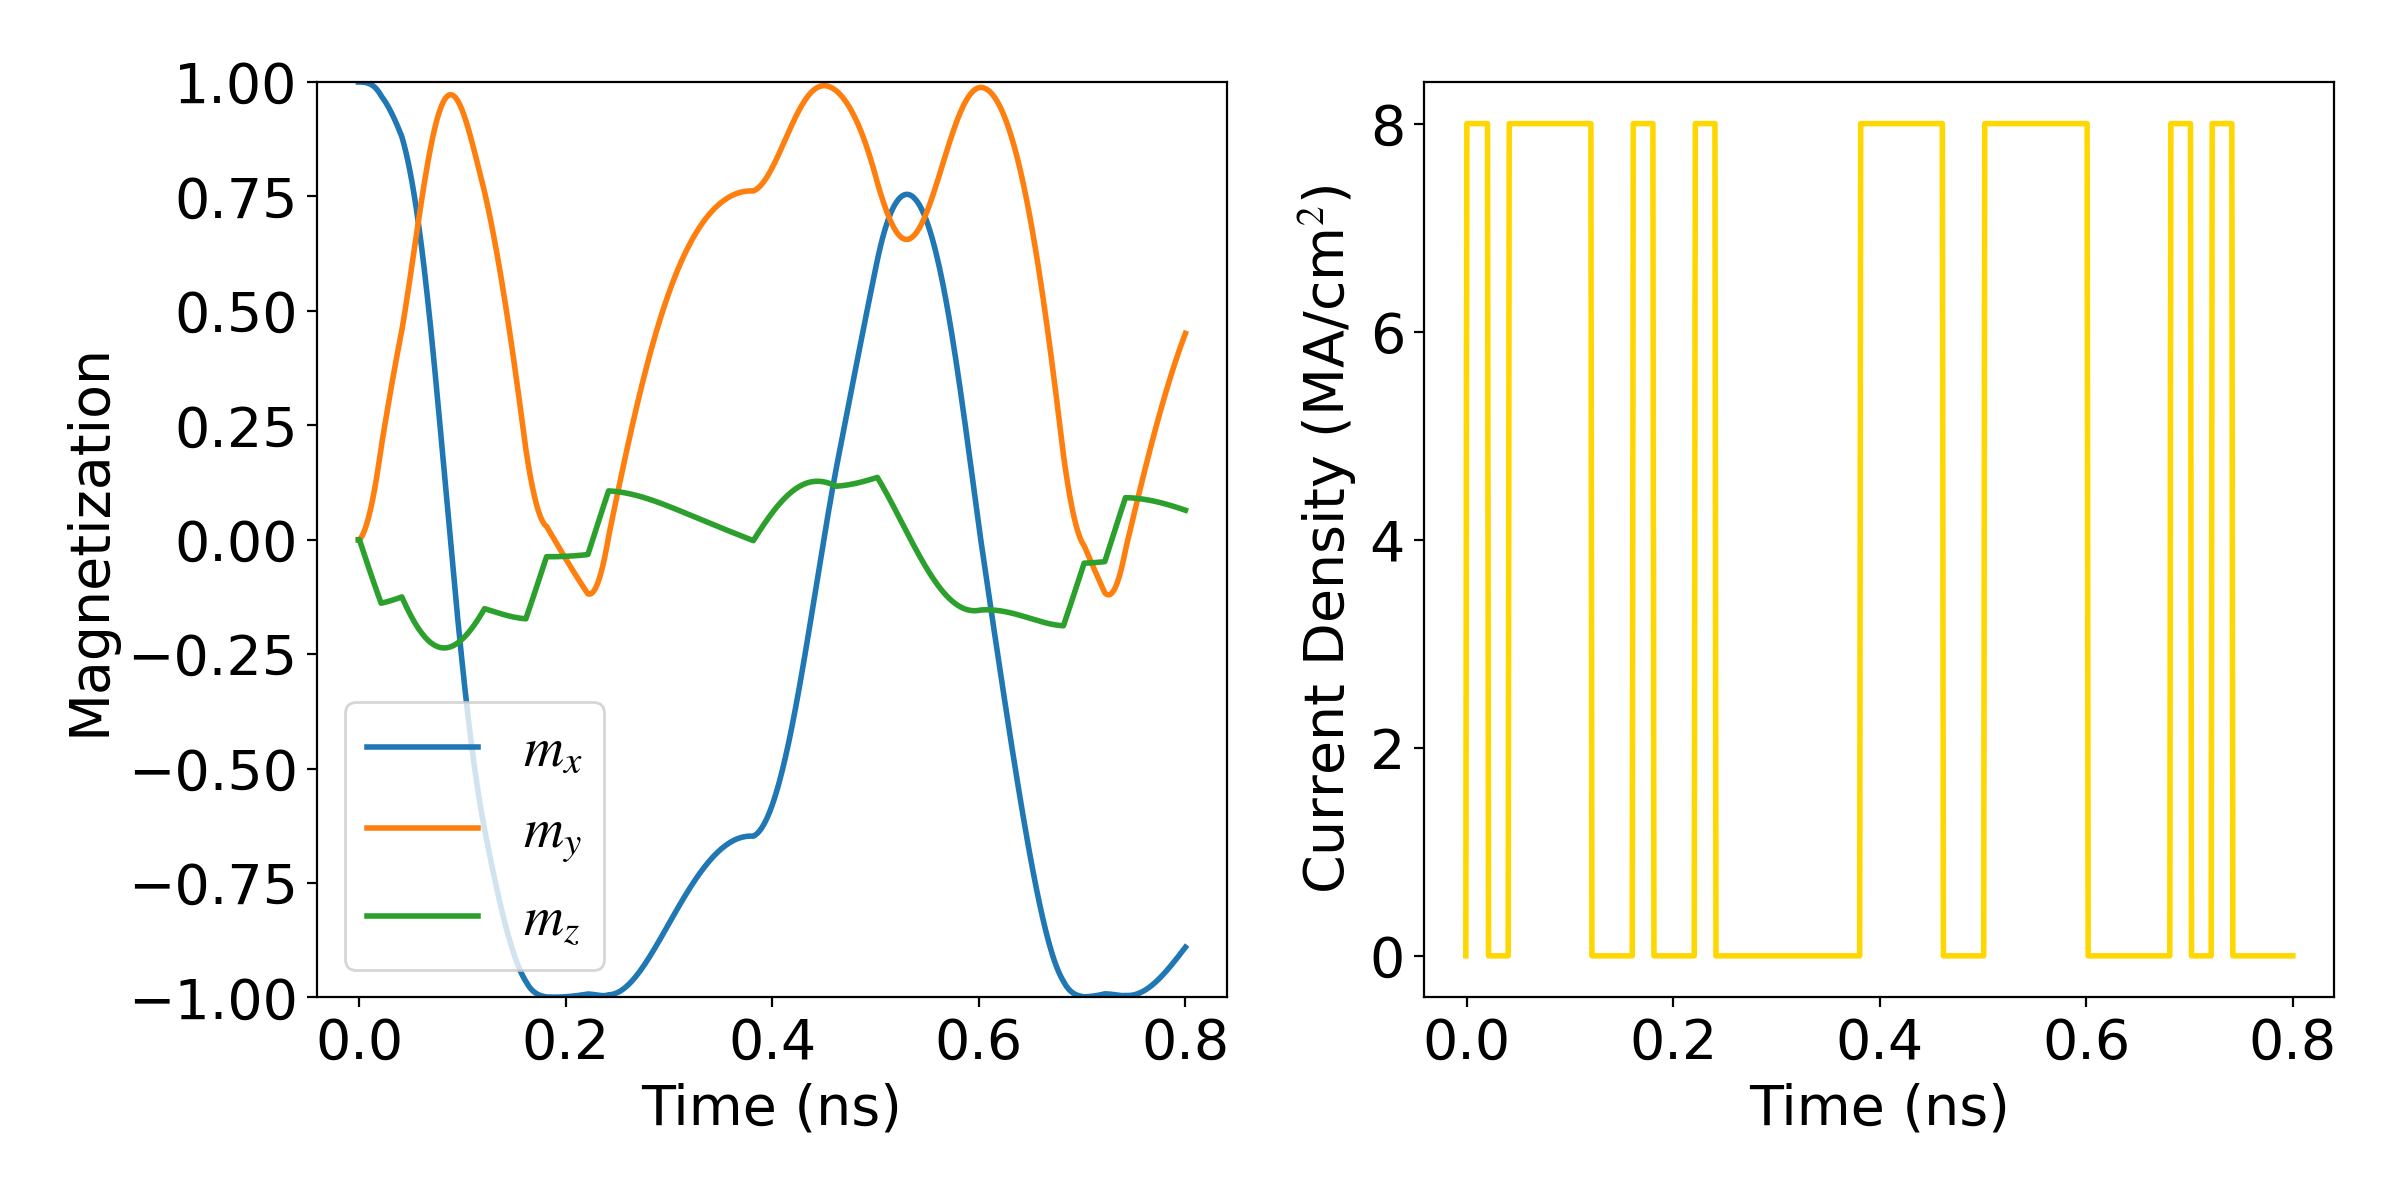 1.00
0.75
0.50
0.25
0.00
−0.25
−0.50
−0.75
−1.00
Magnetization
m_x
m_y
m_z
0.0 0.2 0.4 0.6 0.8
Time (ns)
8
6
4
2
0
Current Density (MA/cm²)
0.0 0.2 0.4 0.6 0.8
Time (ns)